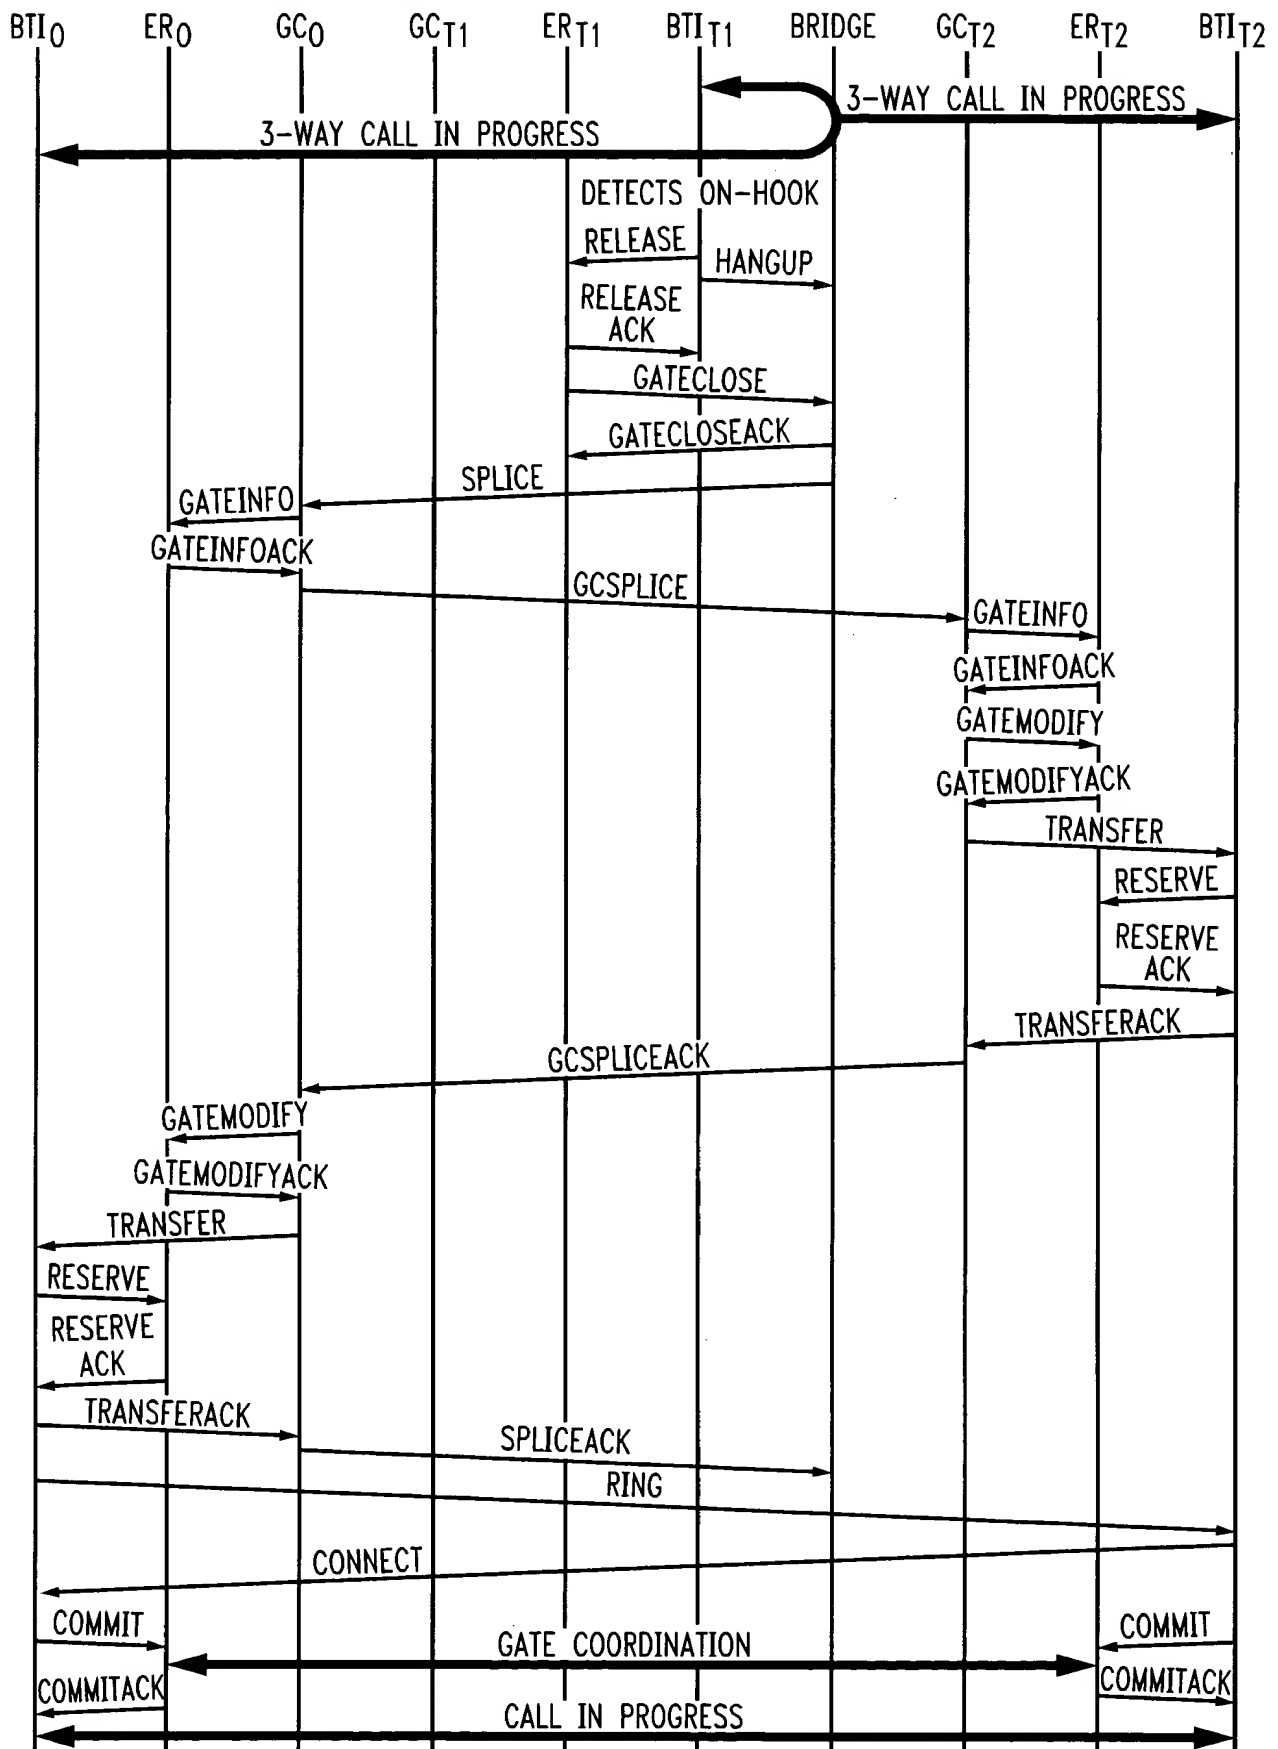 BTIO ERO GCO GCT1 ERT1 BTIT1 BRIDGE GCT2 ERT2 BTIT2
3-WAY CALL IN PROGRESS
3-WAY CALL IN PROGRESS
DETECTS ON-HOOK
RELEASE
HANGUP
RELEASE
ACK
GATECLOSE
GATECLOSEACK
SPLICE
GATEINFO
GATEINFOACK
GCSPLICE
GATEINFO
GATEINFOACK
GATEMODIFY
GATEMODIFYACK
TRANSFER
RESERVE
RESERVE
ACK
TRANSFERACK
GCSPLICEACK
GATEMODIFY
GATEMODIFYACK
TRANSFER
RESERVE
RESERVE
ACK
TRANSFERACK
SPLICEACK
RING
CONNECT
COMMIT
COMMIT
GATE COORDINATION
COMMITACK
COMMITACK
CALL IN PROGRESS